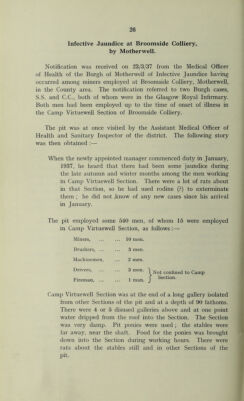 26
Infective Jaundice at Broomside Colliery,
by Motherwell.
Notification was received on 23/3/37 from the Medical Officer
of Health of the Burgh of Motherwell of Infective Jaundice having
occurred among miners employed at Broomside Colliery, Motherwell,
in the County area. The notification referred to two Burgh cases,
S.S. and C.C., both of whom were in the Glasgow Royal Infirmary.
Both men had been employed up to the time of onset of illness in
the Camp Virtuewell Section of Broomside Colliery.
The pit was at once visited by the Assistant Medical Officer of
Health and Sanitary Inspector of the district. The following story
was then obtained :—
When the newly appointed manager commenced duty in January,
1937, he heard that there had been some jaundice during
the late autumn and winter months among the men working
in Camp Virtuewell Section. There were a lot of rats about
in that Section, so he had used rodine (?) to exterminate
them ; he did not know of any new cases since his arrival
in January.
The pit employed some 540 men, of whom 15 were employed
in Camp Virtuewell Section, as follows :—
Miners, ... ... 10 men.
Brushers, ... ... 3 men.
Machinemen, ... 2 men.
Drivers, ... ... 3 men. } Not confined to Camp
Fireman, ... ... 1 man. } Section.
Camp Virtuewell Section was at the end of a long gallery isolated
from other Sections of the pit and at a depth of 90 fathoms.
There were 4 or 5 disused galleries above and at one point
water dripped from the roof into the Section. The Section
was very damp. Pit ponies were used ; the stables were
far away, near the shaft. Food for the ponies was brought
down into the Section during working hours. There were
rats about the stables still and in other Sections of the
pit.